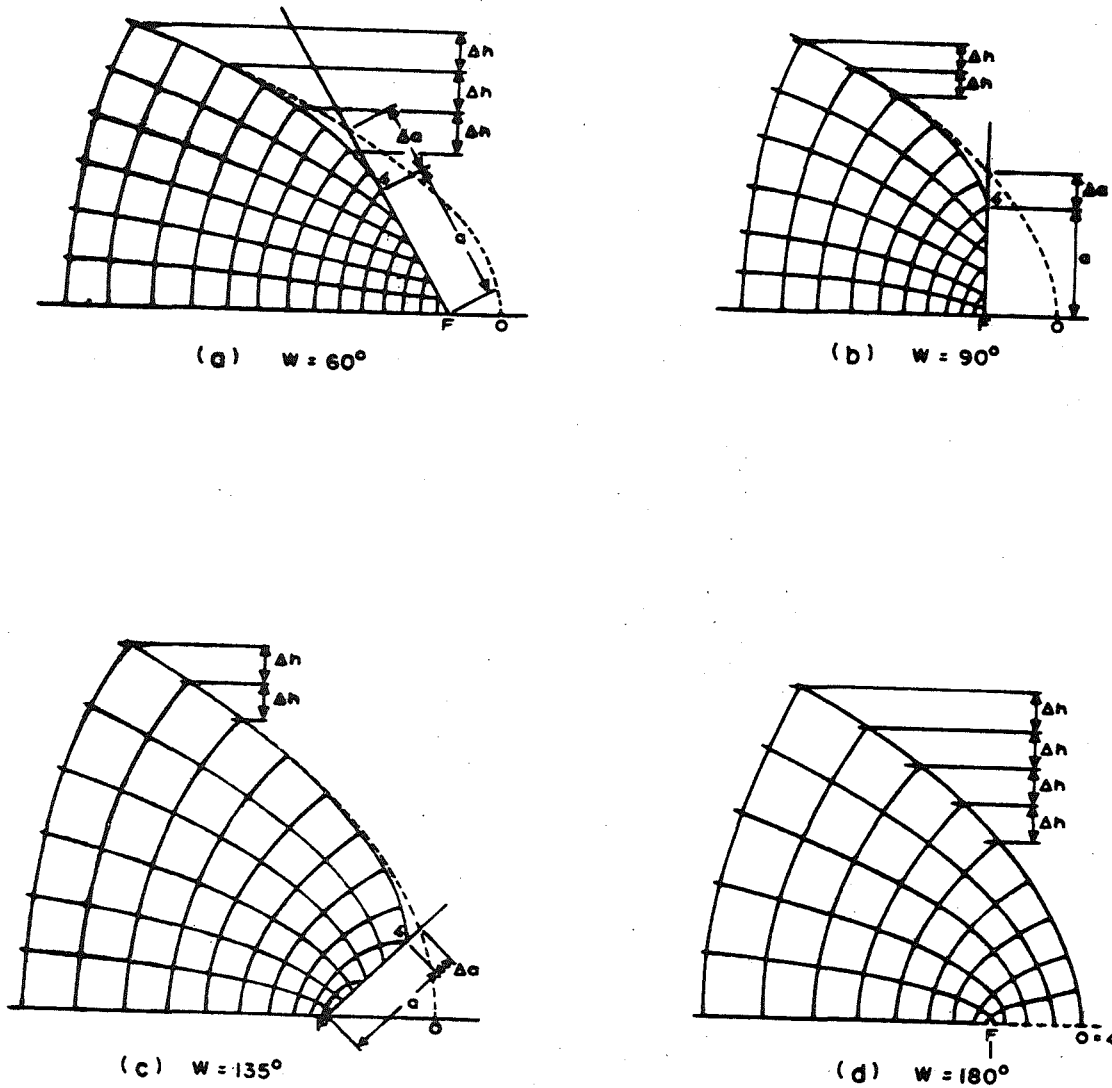 Δh
Δh
Δh
Δa
a
F
O
(a) W = 60°
Δh
Δh
Δa
a
F
O
(b) W = 90°
Δh
Δh
Δa
a
F
O
(c) W = 135°
Δh
Δh
Δh
Δh
F
(d) W = 180°